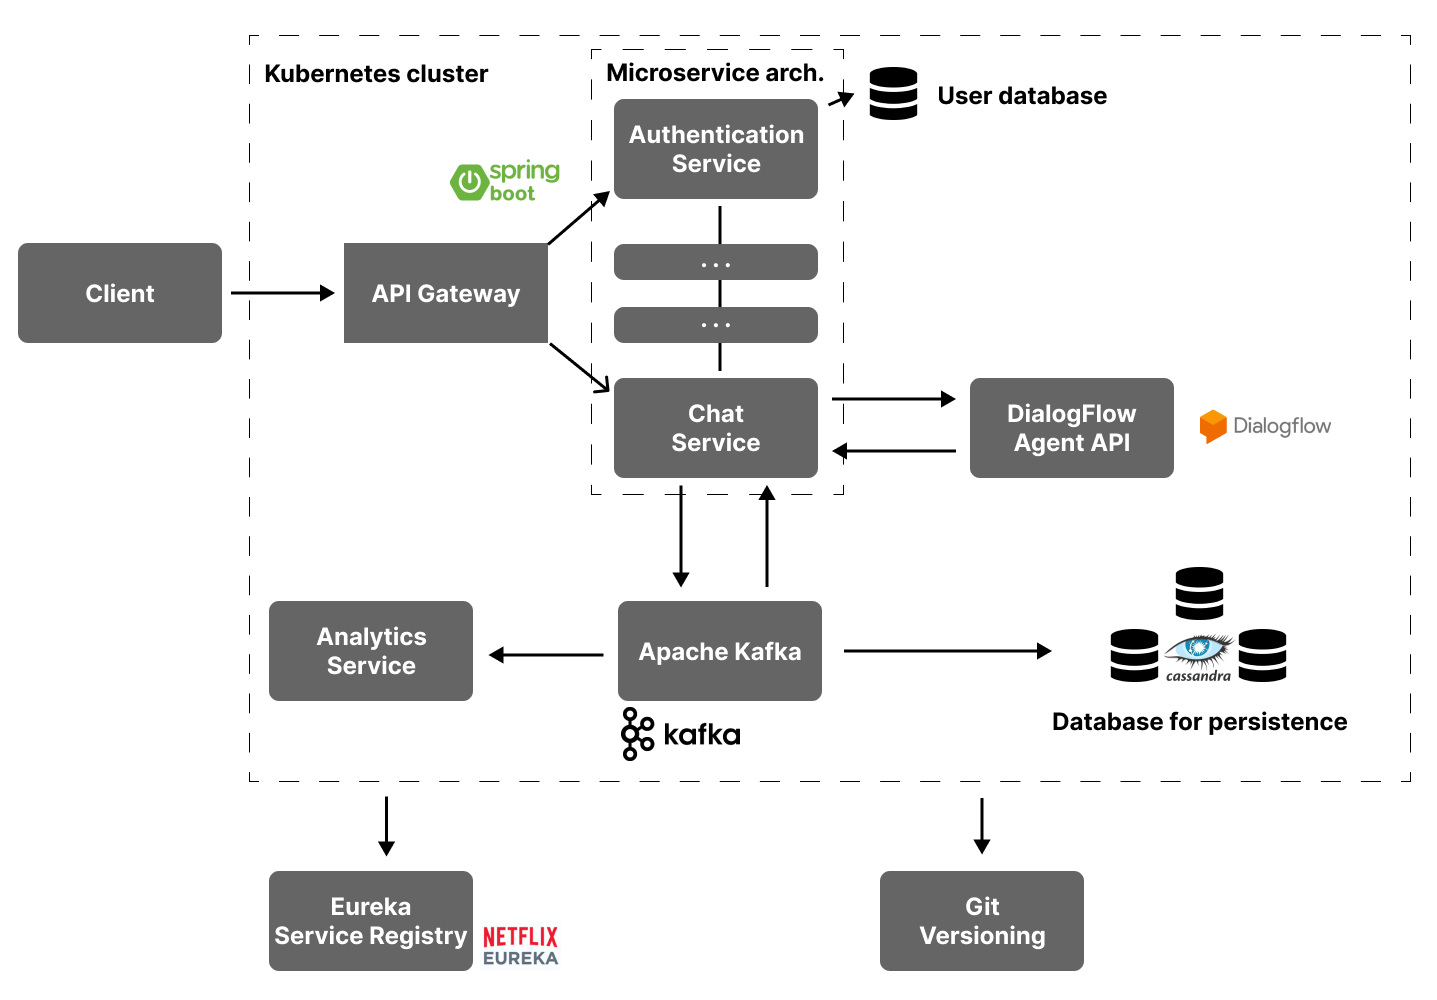 Kubernetes cluster
Microservice arch.
User database
Authentication
Service
spring
boot
Client
API Gateway
...
...
Chat
Service
DialogFlow
Agent API
Dialogflow
Analytics
Service
Apache Kafka
cassandra
Database for persistence
kafka
Eureka
Service Registry
NETFLIX
EUREKA
Git
Versioning